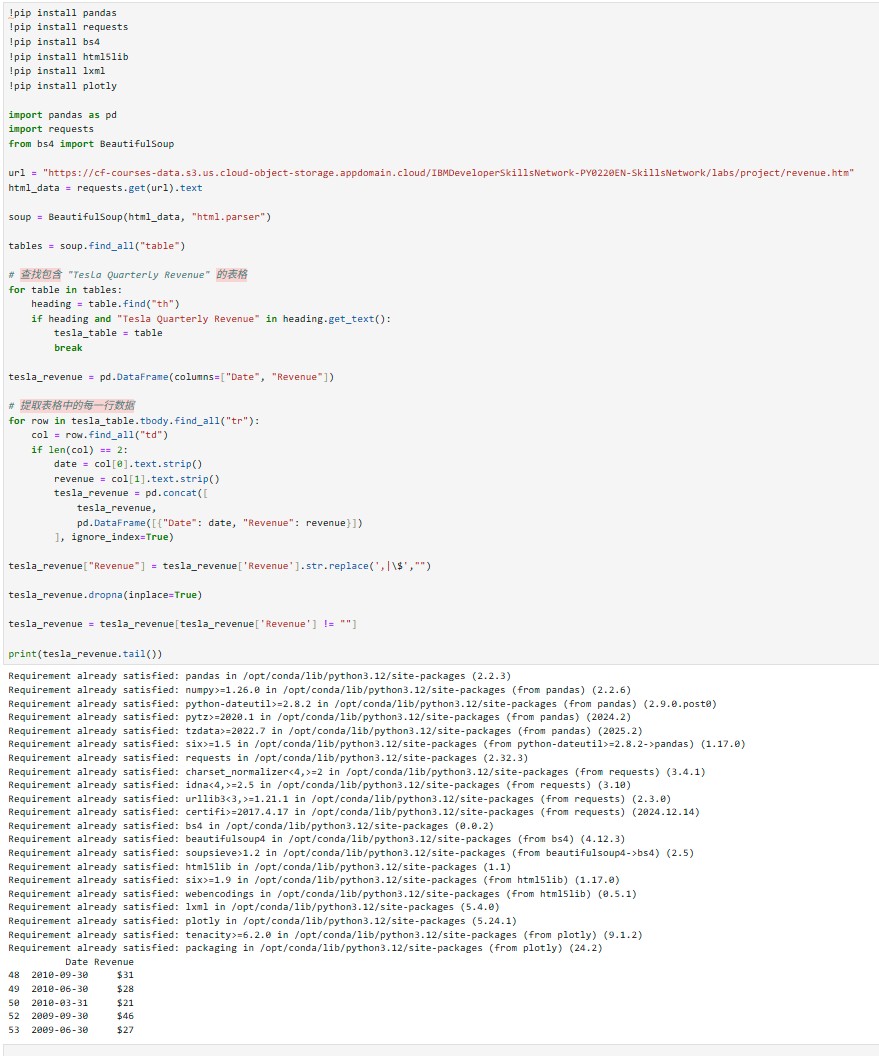 !pip install pandas
!pip install requests
!pip install bs4
!pip install html5lib
!pip install lxml
!pip install plotly
import pandas as pd
import requests
from bs4 import BeautifulSoup
url = "https://cf-courses-data.s3.us.cloud-object-storage.appdomain.cloud/IBMDeveloperSkillsNetwork-PY0220EN-SkillsNetwork/labs/project/revenue.htm"
html_data = requests.get(url).text
soup = BeautifulSoup(html_data, "html.parser")
tables = soup.find_all("table")
# 查找包含 "Tesla Quarterly Revenue" 的表格
for table in tables:
    heading = table.find("th")
    if heading and "Tesla Quarterly Revenue" in heading.get_text():
        tesla_table = table
        break
tesla_revenue = pd.DataFrame(columns=["Date", "Revenue"])
# 提取表格中的每一行数据
for row in tesla_table.tbody.find_all("tr"):
    col = row.find_all("td")
    if len(col) == 2:
        date = col[0].text.strip()
        revenue = col[1].text.strip()
        tesla_revenue = pd.concat([
            tesla_revenue,
            pd.DataFrame([{"Date": date, "Revenue": revenue}])
        ], ignore_index=True)
tesla_revenue["Revenue"] = tesla_revenue['Revenue'].str.replace(',|\$',"")
tesla_revenue.dropna(inplace=True)
tesla_revenue = tesla_revenue[tesla_revenue['Revenue'] != ""]
print(tesla_revenue.tail())
Requirement already satisfied: pandas in /opt/conda/lib/python3.12/site-packages (2.2.3)
Requirement already satisfied: numpy>=1.26.0 in /opt/conda/lib/python3.12/site-packages (from pandas) (2.2.6)
Requirement already satisfied: python-dateutil>=2.8.2 in /opt/conda/lib/python3.12/site-packages (from pandas) (2.9.0.post0)
Requirement already satisfied: pytz>=2020.1 in /opt/conda/lib/python3.12/site-packages (from pandas) (2024.2)
Requirement already satisfied: tzdata>=2022.7 in /opt/conda/lib/python3.12/site-packages (from pandas) (2025.2)
Requirement already satisfied: six>=1.5 in /opt/conda/lib/python3.12/site-packages (from python-dateutil>=2.8.2->pandas) (1.17.0)
Requirement already satisfied: requests in /opt/conda/lib/python3.12/site-packages (2.32.3)
Requirement already satisfied: charset_normalizer<4,>=2 in /opt/conda/lib/python3.12/site-packages (from requests) (3.4.1)
Requirement already satisfied: idna<4,>=2.5 in /opt/conda/lib/python3.12/site-packages (from requests) (3.10)
Requirement already satisfied: urllib3<3,>=1.21.1 in /opt/conda/lib/python3.12/site-packages (from requests) (2.3.0)
Requirement already satisfied: certifi>=2017.4.17 in /opt/conda/lib/python3.12/site-packages (from requests) (2024.12.14)
Requirement already satisfied: bs4 in /opt/conda/lib/python3.12/site-packages (0.0.2)
Requirement already satisfied: beautifulsoup4 in /opt/conda/lib/python3.12/site-packages (from bs4) (4.12.3)
Requirement already satisfied: soupsieve>1.2 in /opt/conda/lib/python3.12/site-packages (from beautifulsoup4->bs4) (2.5)
Requirement already satisfied: html5lib in /opt/conda/lib/python3.12/site-packages (1.1)
Requirement already satisfied: six>=1.9 in /opt/conda/lib/python3.12/site-packages (from html5lib) (1.17.0)
Requirement already satisfied: webencodings in /opt/conda/lib/python3.12/site-packages (from html5lib) (0.5.1)
Requirement already satisfied: lxml in /opt/conda/lib/python3.12/site-packages (5.4.0)
Requirement already satisfied: plotly in /opt/conda/lib/python3.12/site-packages (5.24.1)
Requirement already satisfied: tenacity>=6.2.0 in /opt/conda/lib/python3.12/site-packages (from plotly) (9.1.2)
Requirement already satisfied: packaging in /opt/conda/lib/python3.12/site-packages (from plotly) (24.2)
          Date Revenue
48  2010-09-30     $31
49  2010-06-30     $28
50  2010-03-31     $21
52  2009-09-30     $46
53  2009-06-30     $27